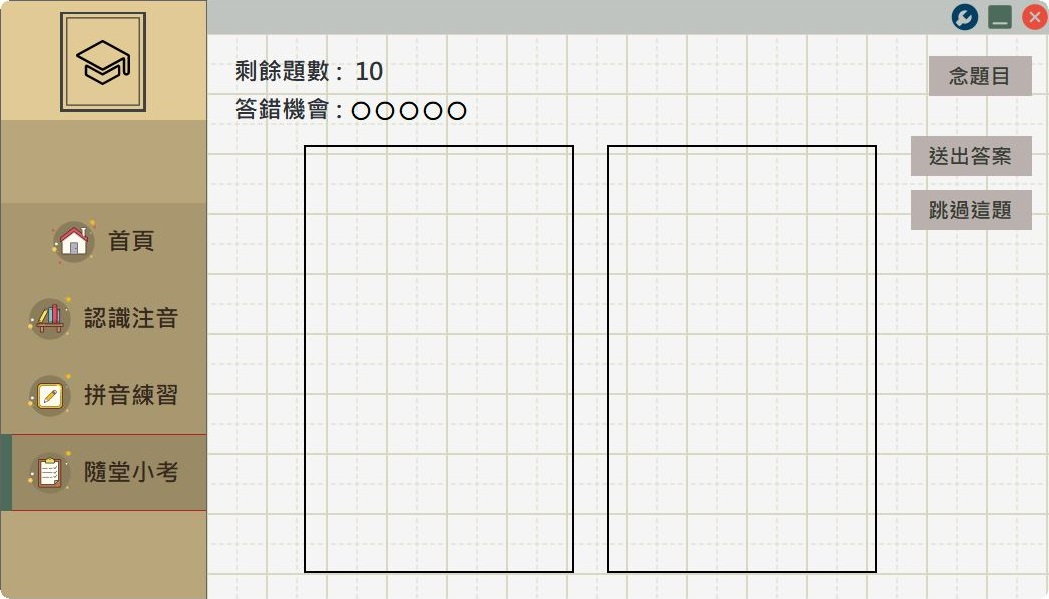 剩餘題數： 10
答錯機會：○○○○○
念題目
送出答案
跳過這題
首頁
認識注音
拼音練習
隨堂小考